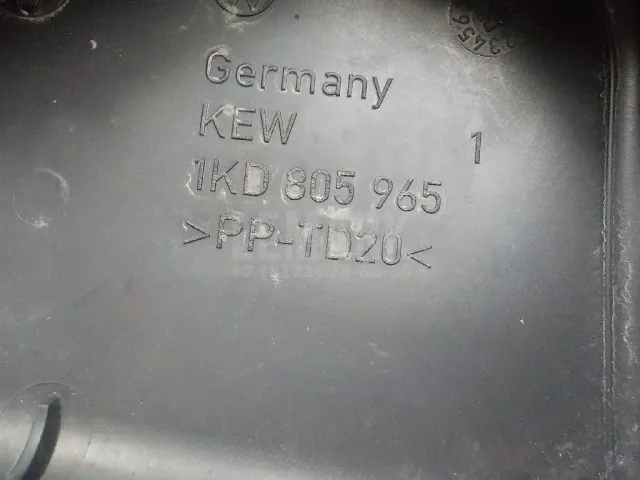 Germany
KEW 1
1KD 805 965
>PP-TD20<